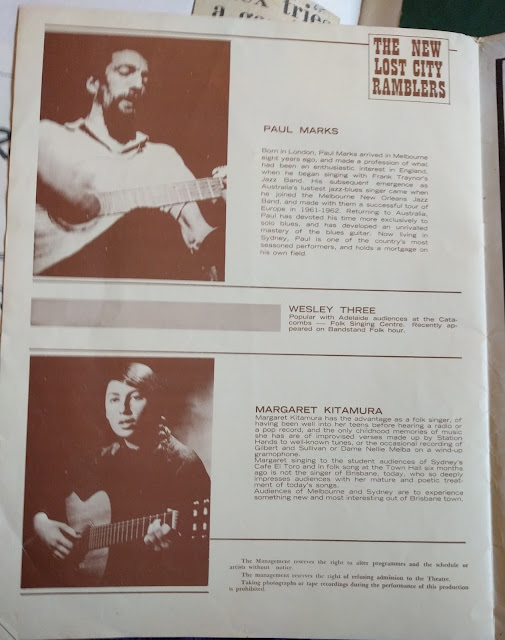 ox tries
a g
THE NEW
LOST CITY
RAMBLERS
PAUL MARKS
Born in London, Paul Marks arrived in Melbourne
eight years ago, and made a profession of what
had been an enthusiastic interest in England,
when he began singing with Frank Traynor's
Jazz Band. His subsequent emergence as
Australia's lustiest jazz-blues singer came when
he joined the Melbourne New Orleans Jazz
Band, and made with them a successful tour of
Europe in 1961-1962. Returning to Australia,
Paul has devoted his time more exclusively to
solo blues, and has developed an unrivalled
mastery of the blues guitar. Now living in
Sydney, Paul is one of the country's most
seasoned performers, and holds a mortgage on
his own field.
WESLEY THREE
Popular with Adelaide audiences at the Cata-
combs — Folk Singing Centre. Recently ap-
peared on Bandstand Folk hour.
MARGARET KITAMURA
Margaret Kitamura has the advantage as a folk singer, of
having been well into her teens before hearing a radio or
a pop record, and the only childhood memories of music
she has are of improvised verses made up by Station
Hands to well-known tunes, or the occasional recording of
Gilbert and Sullivan or Dame Nellie Melba on a wind-up
gramophone.
Margaret singing to the student audiences of Sydney's
Cafe El Toro and in folk song at the Town Hall six months
ago is not the singer of Brisbane, today, who so deeply
impresses audiences with her mature and poetic treat-
ment of today's songs.
Audiences of Melbourne and Sydney are to experience
something new and most interesting out of Brisbane town.
The Management reserves the right to alter programmes and the schedule or
artists without notice.
The management reserves the right of refusing admission to the Theatre.
Taking photographs or tape recordings during the performance of this production
is prohibited.